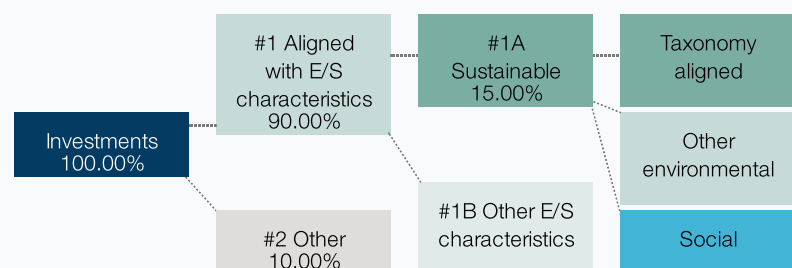 #1 Aligned
with E/S
characteristics
90.00%
#1A
Sustainable
15.00%
Taxonomy
aligned
Investments
100.00%
Other
environmental
#2 Other
10.00%
#1B Other E/S
characteristics
Social